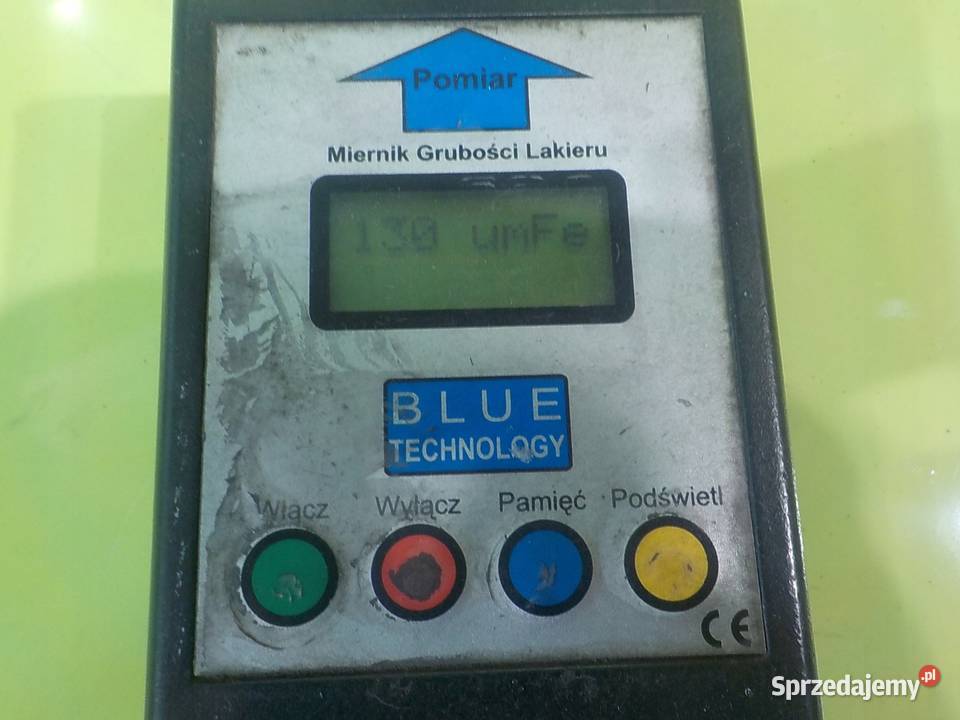 Pomiar
Miernik Grubości Lakieru
130 umFe
BLUE
TECHNOLOGY
Włącz Wyłącz Pamięć Podświetl
CE
Sprzedajemy.pl